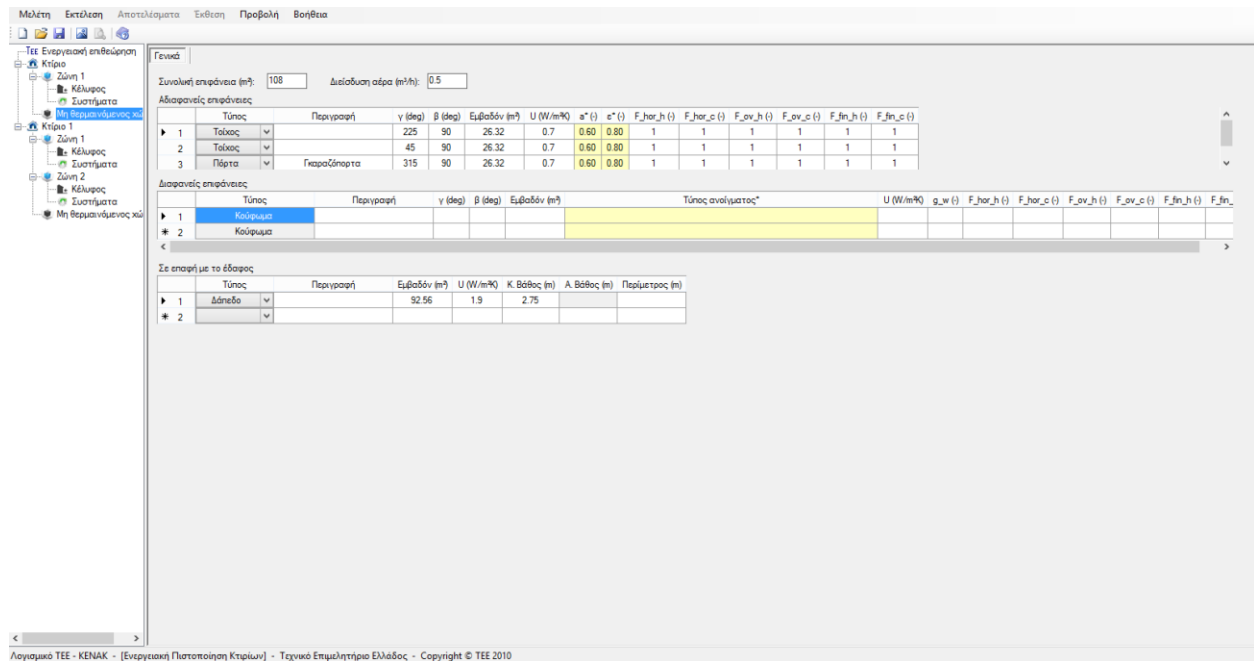 Μελέτη Εκτέλεση Αποτελέσματα Έκθεση Προβολή Βοήθεια
ΤΕΕ Ενεργειακή επιθεώρηση
Κτίριο
Ζώνη 1
Κέλυφος
Συστήματα
Μη θερμαινόμενος χώ
Κτίριο 1
Ζώνη 1
Κέλυφος
Συστήματα
Ζώνη 2
Κέλυφος
Συστήματα
Μη θερμαινόμενος χώ
Γενικά
Συνολική επιφάνεια (m²): 108 Διείσδυση αέρα (m³/h): 0.5
Αδιαφανείς επιφάνειες
Τύπος Περιγραφή γ (deg) β (deg) Εμβαδόν (m²) U (W/m²K) a* (-) ε* (-) F_hor_h (-) F_hor_c (-) F_ov_h (-) F_ov_c (-) F_fin_h (-) F_fin_c (-)
1 Τοίχος 225 90 26.32 0.7 0.60 0.80 1 1 1 1 1 1
2 Τοίχος 45 90 26.32 0.7 0.60 0.80 1 1 1 1 1 1
3 Πόρτα Γκαραζόπορτα 315 90 26.32 0.7 0.60 0.80 1 1 1 1 1 1
Διαφανείς επιφάνειες
Τύπος Περιγραφή γ (deg) β (deg) Εμβαδόν (m²) Τύπος ανοίγματος* U (W/m²K) g_w (-) F_hor_h (-) F_hor_c (-) F_ov_h (-) F_ov_c (-) F_fin_h (-) F_fin_
1 Κούφωμα
* 2 Κούφωμα
Σε επαφή με το έδαφος
Τύπος Περιγραφή Εμβαδόν (m²) U (W/m²K) Κ. Βάθος (m) Α. Βάθος (m) Περίμετρος (m)
1 Δάπεδο 92.56 1.9 2.75
* 2
Λογισμικό ΤΕΕ - ΚΕΝΑΚ - [Ενεργειακή Πιστοποίηση Κτιρίων] - Τεχνικό Επιμελητήριο Ελλάδος - Copyright © ΤΕΕ 2010